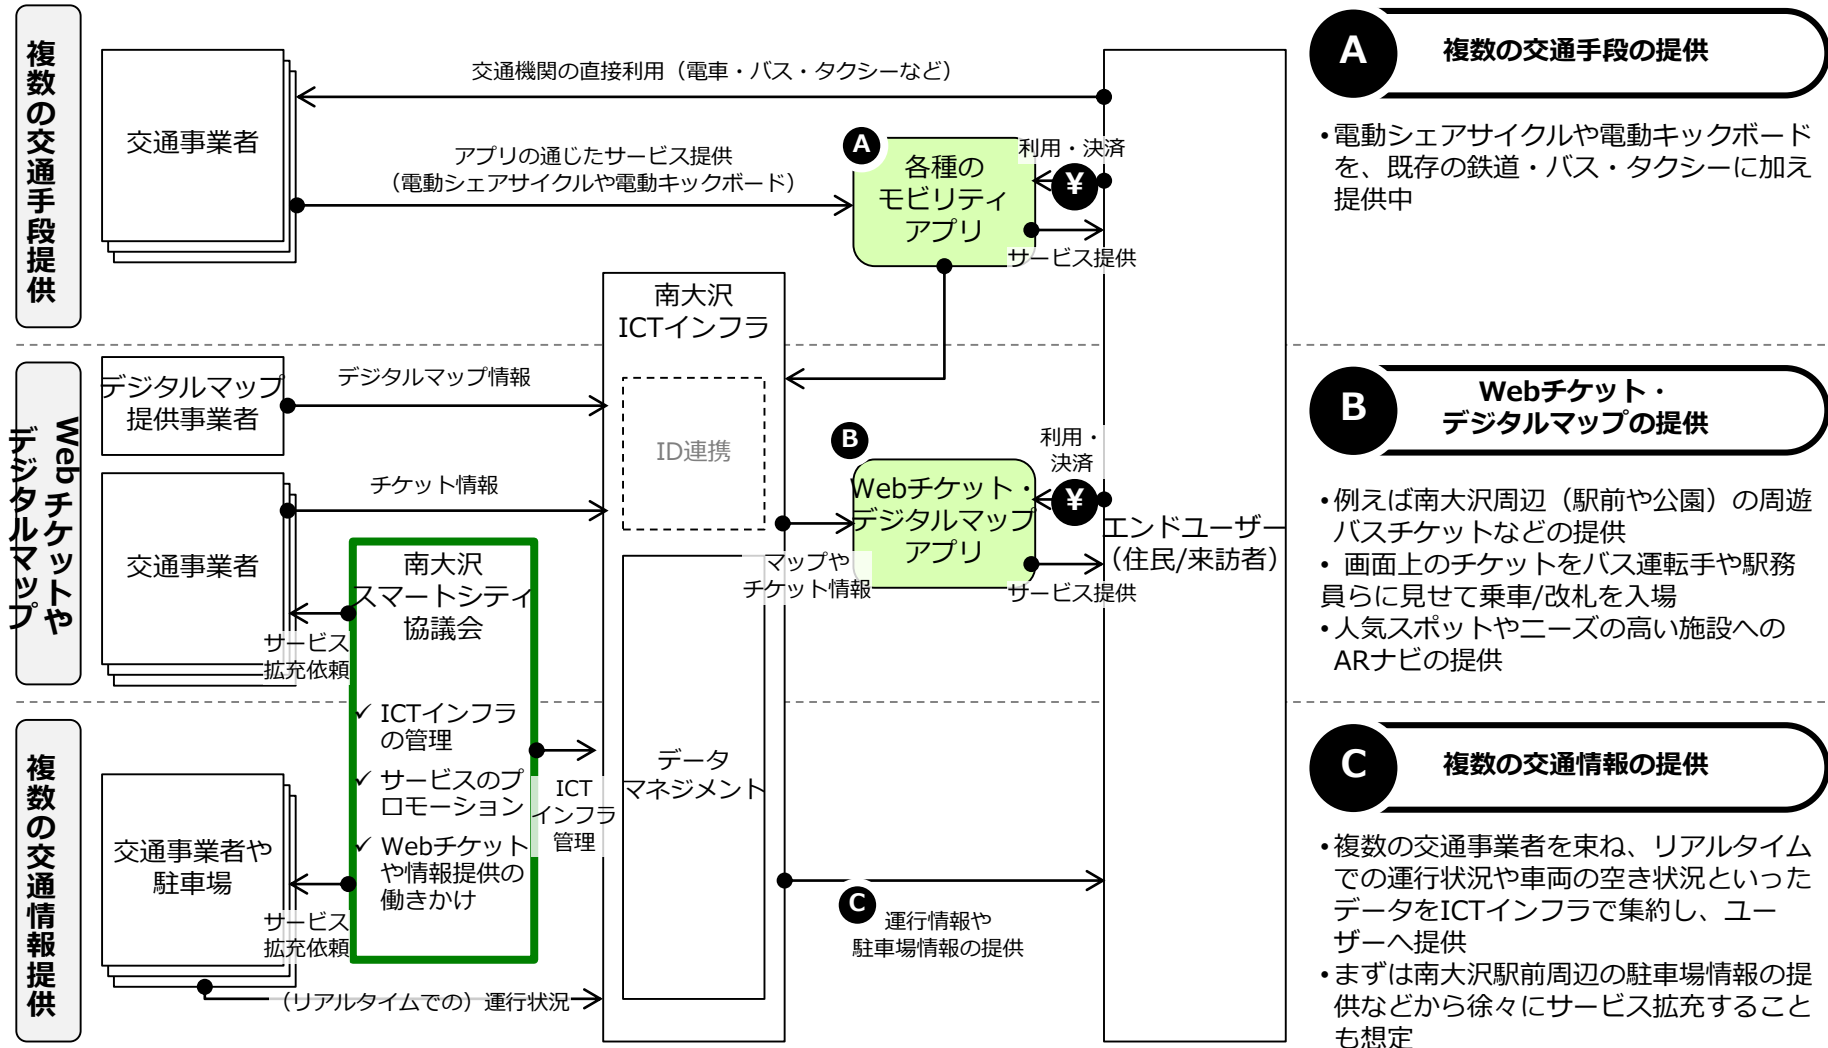 複数の交通手段提供
交通事業者
交通機関の直接利用（電車・バス・タクシーなど）
アプリの通じたサービス提供
（電動シェアサイクルや電動キックボード）
A
各種の
モビリティ
アプリ
利用・決済
¥
サービス提供
A
複数の交通手段の提供
•電動シェアサイクルや電動キックボード
を、既存の鉄道・バス・タクシーに加え
提供中
南大沢
ICTインフラ
Webチケットや
デジタルマップ
デジタルマップ
提供事業者
デジタルマップ情報
交通事業者
チケット情報
ID連携
B
Webチケット・
デジタルマップ
アプリ
利用・
決済
¥
サービス提供
マップや
チケット情報
エンドユーザー
（住民/来訪者）
B
Webチケット・
デジタルマップの提供
•例えば南大沢周辺（駅前や公園）の周遊
バスチケットなどの提供
• 画面上のチケットをバス運転手や駅務
員らに見せて乗車/改札を入場
•人気スポットやニーズの高い施設への
ARナビの提供
南大沢
スマートシティ
協議会
サービス
拡充依頼
✓ ICTインフラ
の管理
✓ サービスのプ
ロモーション
✓ Webチケット
や情報提供の
働きかけ
ICT
インフラ
管理
データ
マネジメント
複数の交通情報提供
交通事業者や
駐車場
サービス
拡充依頼
（リアルタイムでの）運行状況
C
運行情報や
駐車場情報の提供
C
複数の交通情報の提供
•複数の交通事業者を束ね、リアルタイム
での運行状況や車両の空き状況といった
データをICTインフラで集約し、ユー
ザーへ提供
•まずは南大沢駅前周辺の駐車場情報の提
供などから徐々にサービス拡充すること
も想定